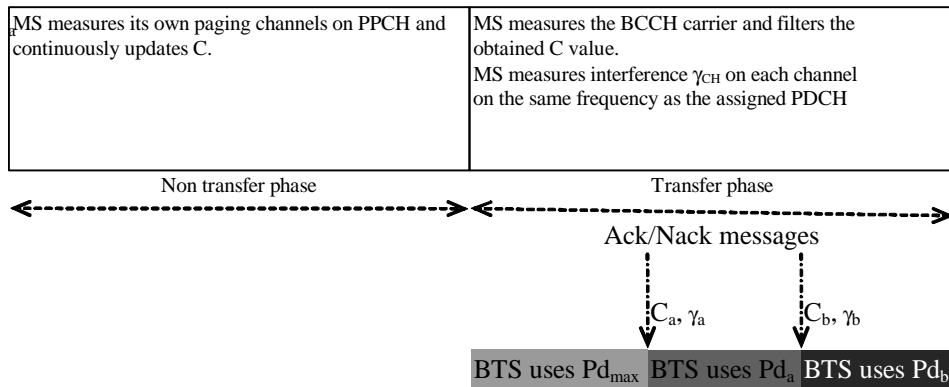 MS measures its own paging channels on PPCH and
continuously updates C.
MS measures the BCCH carrier and filters the
obtained C value.
MS measures interference γCH on each channel
on the same frequency as the assigned PDCH
Non transfer phase
Transfer phase
Ack/Nack messages
Ca, γa
Cb, γb
BTS uses Pdmax
BTS uses Pda
BTS uses Pdb